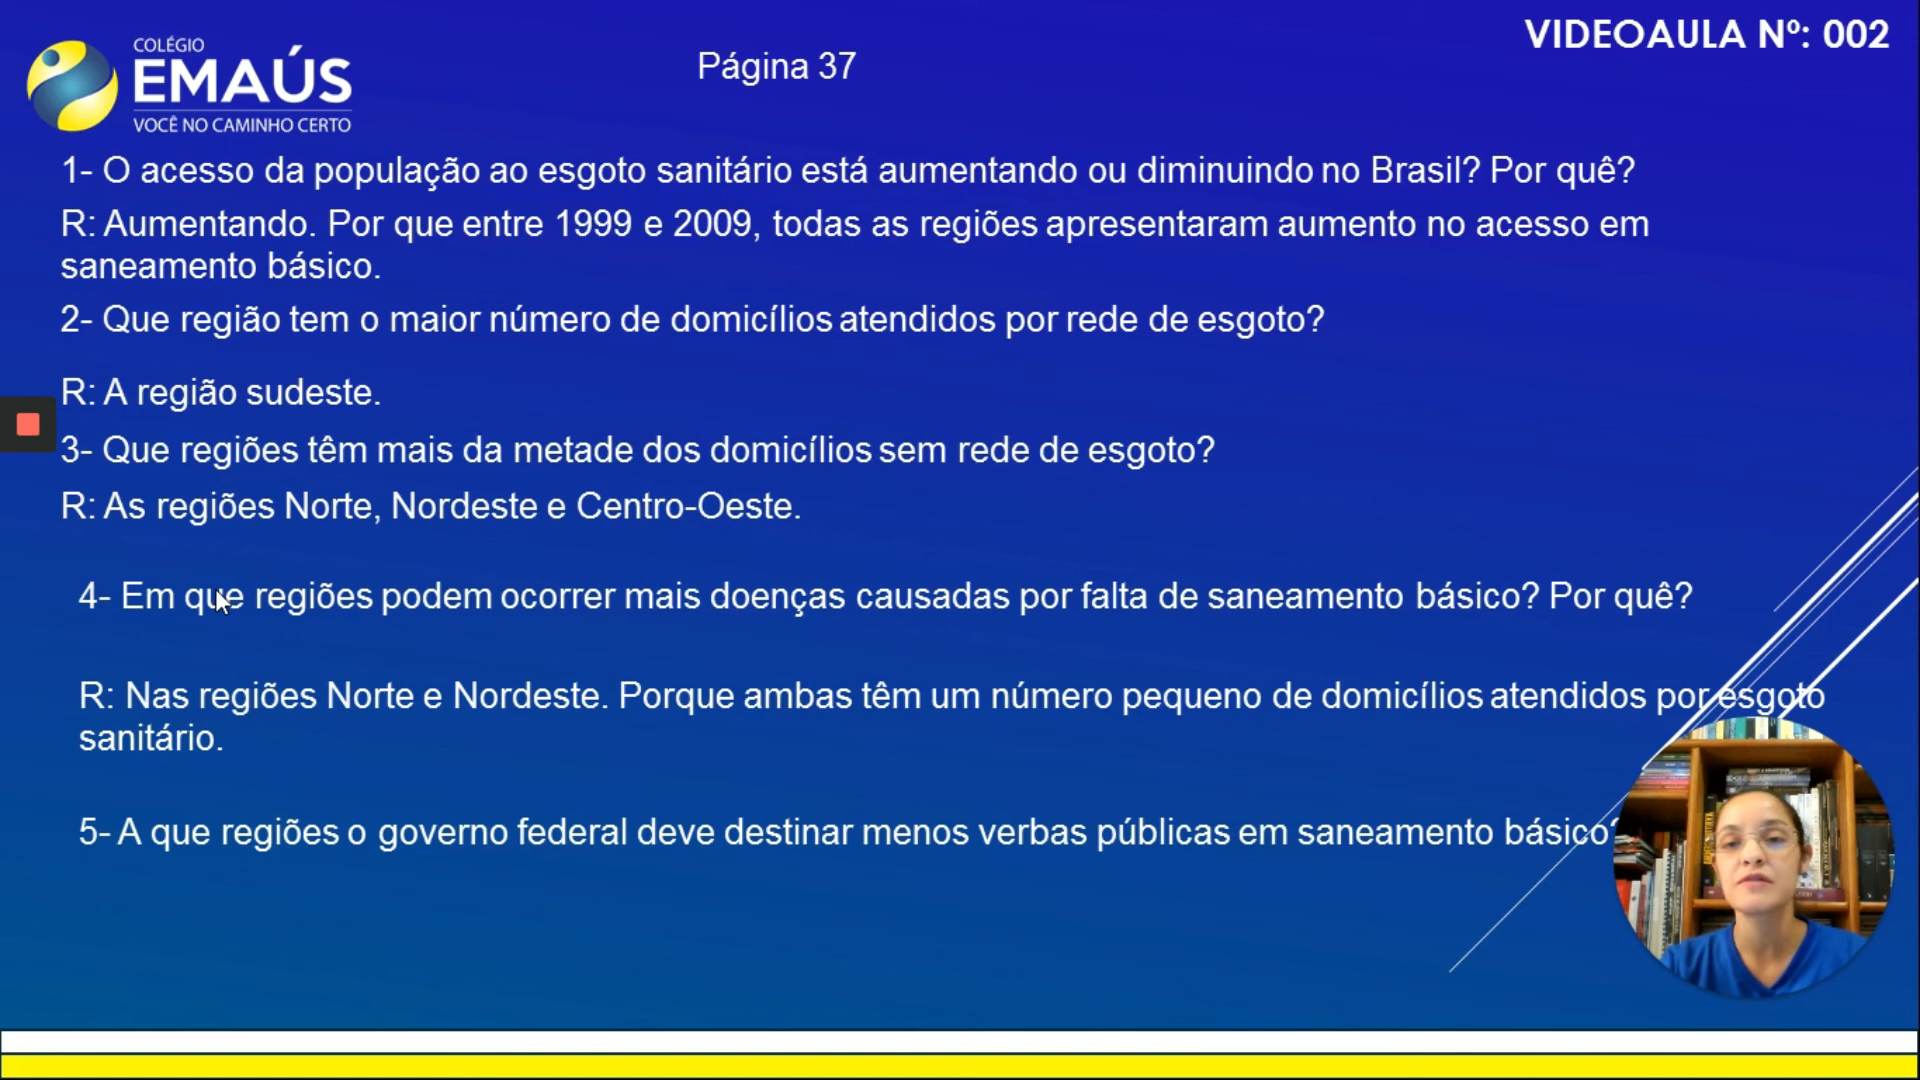 COLÉGIO
EMAÚS
VOCÊ NO CAMINHO CERTO
Página 37
VIDEOAULA Nº: 002
1- O acesso da população ao esgoto sanitário está aumentando ou diminuindo no Brasil? Por quê?
R: Aumentando. Por que entre 1999 e 2009, todas as regiões apresentaram aumento no acesso em
saneamento básico.
2- Que região tem o maior número de domicílios atendidos por rede de esgoto?
R: A região sudeste.
3- Que regiões têm mais da metade dos domicílios sem rede de esgoto?
R: As regiões Norte, Nordeste e Centro-Oeste.
4- Em que regiões podem ocorrer mais doenças causadas por falta de saneamento básico? Por quê?
R: Nas regiões Norte e Nordeste. Porque ambas têm um número pequeno de domicílios atendidos por esgoto
sanitário.
5- A que regiões o governo federal deve destinar menos verbas públicas em saneamento básico?